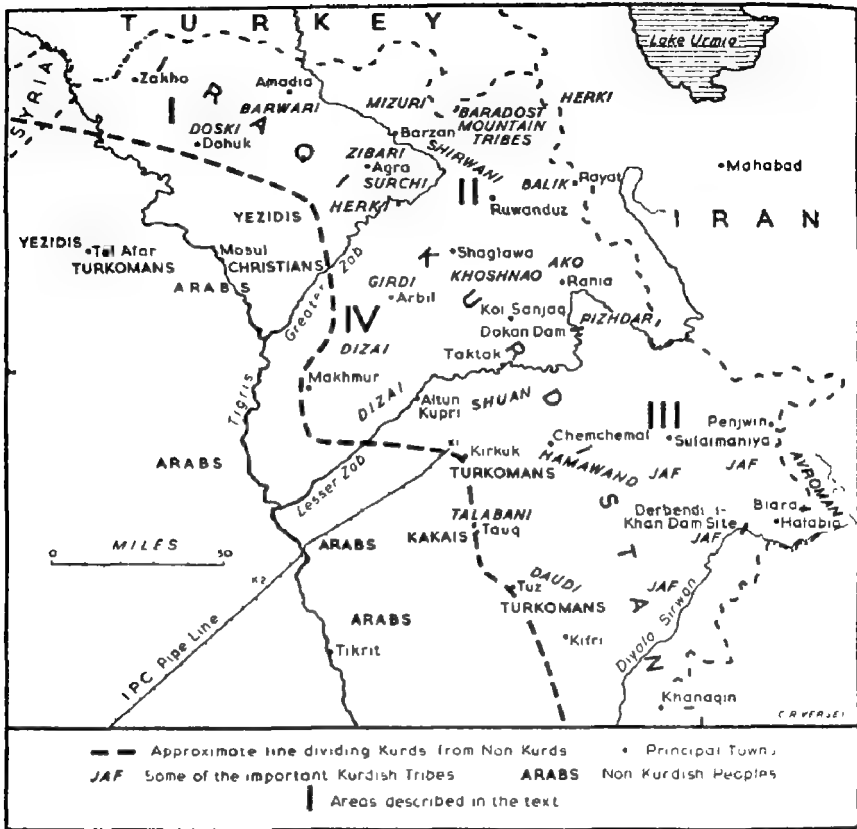 TURKEY
Lake Urmia
SYRIA
Zakho
Amadia
I
IRAQ
BARWARI
MIZURI
BARADOST
MOUNTAIN
TRIBES
HERKI
DOSKI
Dohuk
Barzan
SHIRWANI
ZIBARI
Agra
SURCHI
HERKI
II
BALIK
Rayat
Mahabad
Ruwanduz
IRAN
YEZIDIS
YEZIDIS
Tel Afar
TURKOMANS
Mosul
CHRISTIANS
ARABS
Greater Zab
Shaqlawa
KHOSHNAO
AKO
Rania
GIRDI
Arbil
KURDISTAN
Koi Sanjaq
Dokan Dam
PIZHDAR
IV
DIZAI
Taktak
Makhmur
Tigris
DIZAI
Altun
Kupri
SHUAN
III
Penjwin
Chemchemal
Sulaimaniya
ARABS
Lesser Zab
K1
Kirkuk
TURKOMANS
HAMAWAND
JAF
JAF
AVROMAN
TALABANI
Tauq
Derbendi-
Khan Dam Site
Biara
Halabja
MILES
0 50
ARABS
KAKAIS
JAF
K2
DAUDI
Tuz
TURKOMANS
JAF
ARABS
Diyala Sirwan
IPC Pipe Line
Tikrit
Kifri
Khanaqin
Approximate line dividing Kurds from Non Kurds
Principal Towns
JAF Some of the important Kurdish Tribes
ARABS Non Kurdish Peoples
I Areas described in the text